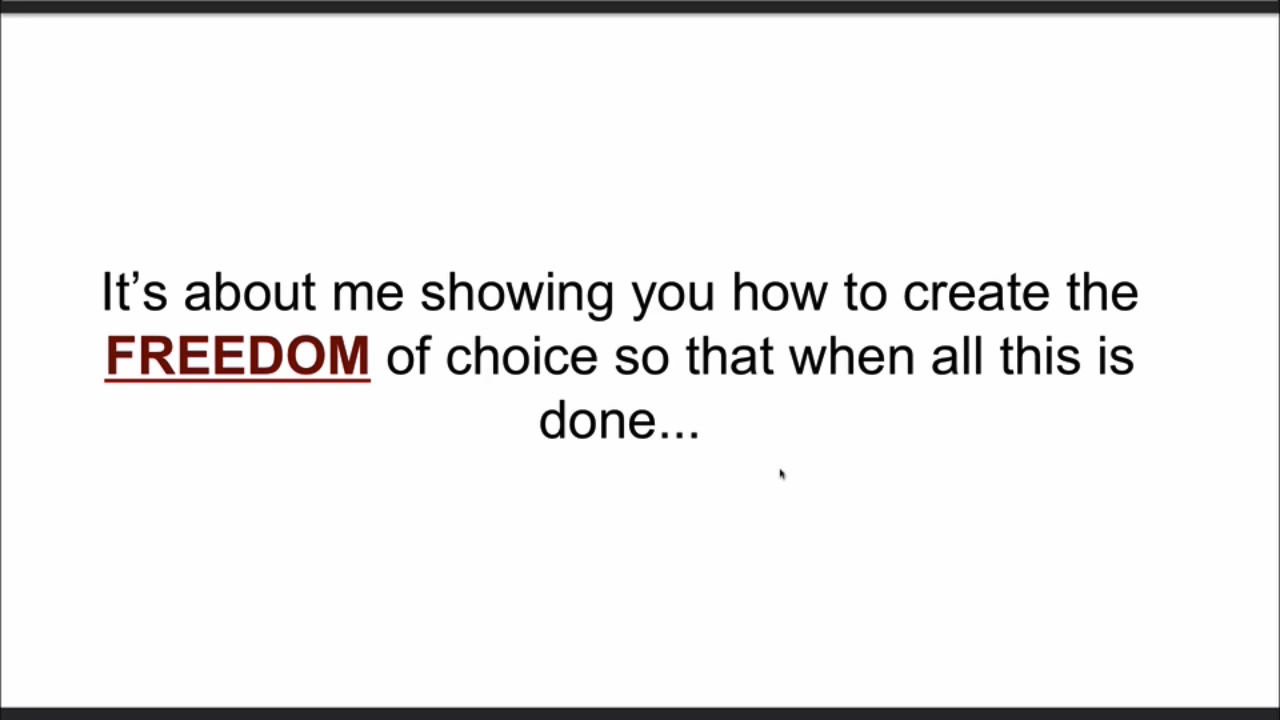 It’s about me showing you how to create the
FREEDOM of choice so that when all this is
done...